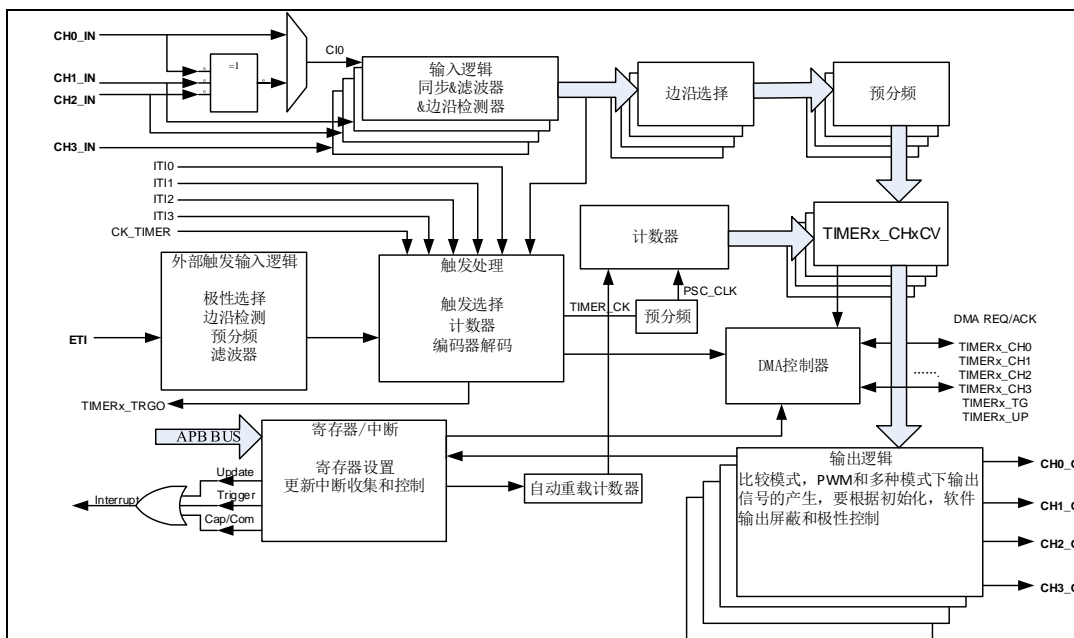 CH0_IN
CH1_IN
CH2_IN
CH3_IN
=1
CI0
输入逻辑
同步&滤波器
&边沿检测器
边沿选择
预分频
ITI0
ITI1
ITI2
ITI3
CK_TIMER
计数器
TIMERx_CHxCV
外部触发输入逻辑
极性选择
边沿检测
预分频
滤波器
触发处理
触发选择
计数器
编码器解码
TIMER_CK
PSC_CLK
预分频
ETI
DMA控制器
DMA REQ/ACK
TIMERx_CH0
TIMERx_CH1
TIMERx_CH2
TIMERx_CH3
TIMERx_TG
TIMERx_UP
……
TIMERx_TRGO
APB BUS
寄存器/中断
寄存器设置
更新中断收集和控制
自动重载计数器
Update
Trigger
Cap/Com
Interrupt
输出逻辑
比较模式，PWM和多种模式下输出
信号的产生，要根据初始化，软件
输出屏蔽和极性控制
CH0_
CH1_
CH2_
CH3_